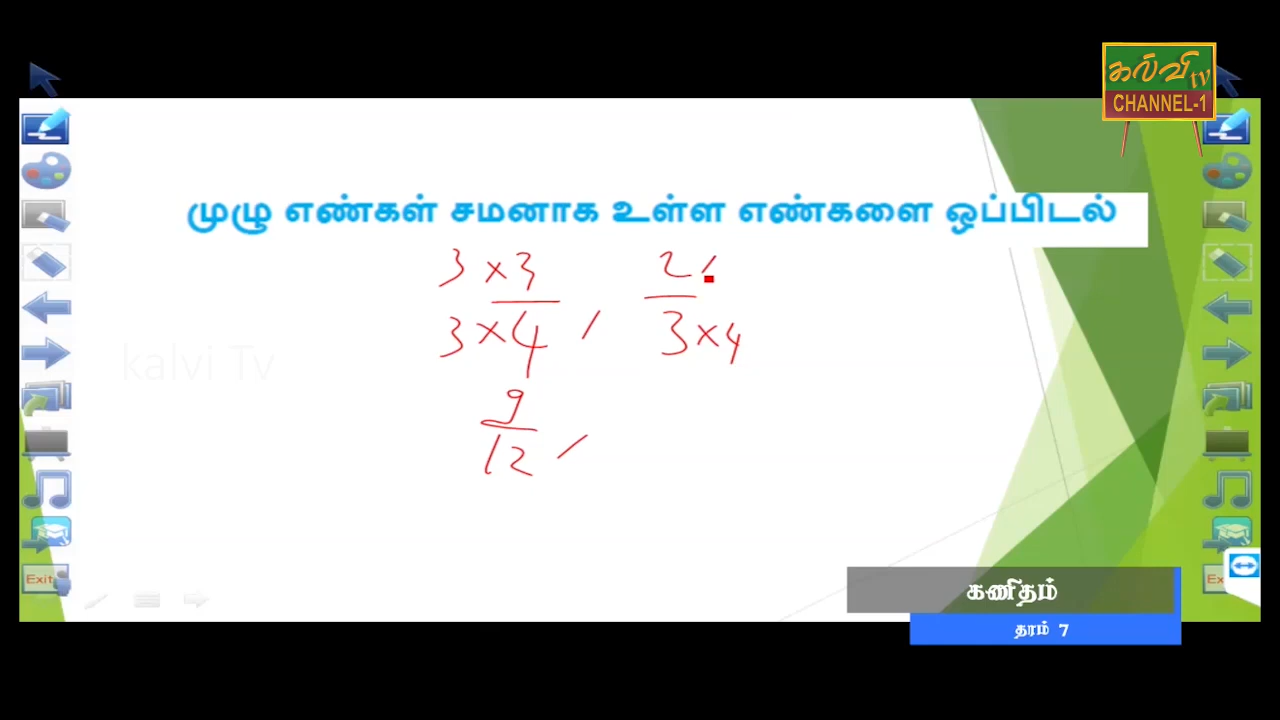 கல்வி tv
CHANNEL-1
முழு எண்கள் சமனாக உள்ள எண்களை ஒப்பிடல்
3 × 3 2
3 × 4 / 3 × 4
kalvi Tv
9
12 /
Exit
கணிதம்
தரம் 7